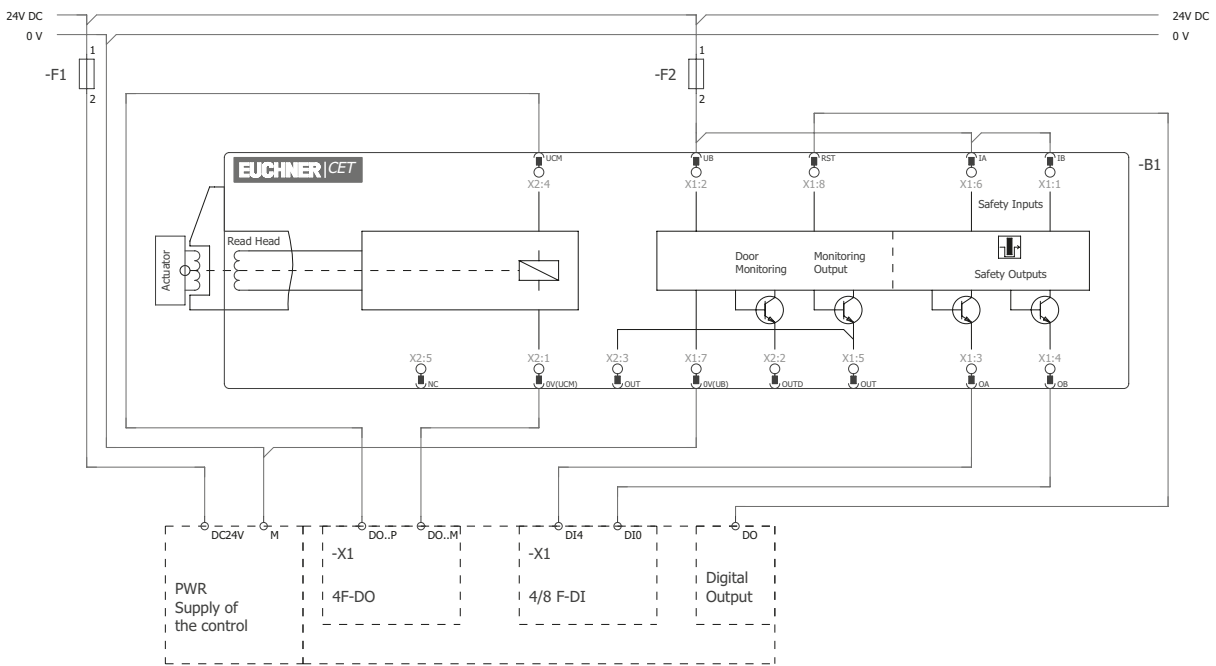 24V DC
24V DC
0 V
0 V
1
1
-F1
-F2
2
2
EUCHNER CET
UCM
UB
RST
IA
IB
-B1
X2:4
X1:2
X1:8
X1:6
X1:1
Safety Inputs
Actuator
Read Head
Door
Monitoring
Monitoring
Output
Safety Outputs
X2:5
X2:1
X2:3
X1:7
X2:2
X1:5
X1:3
X1:4
NC
0V(UCM)
OUT
0V(UB)
OUTD
OUT
OA
OB
DC24V
M
DO..P
DO..M
DI4
DI0
DO
PWR
Supply of
the control
-X1
4F-DO
-X1
4/8 F-DI
Digital
Output